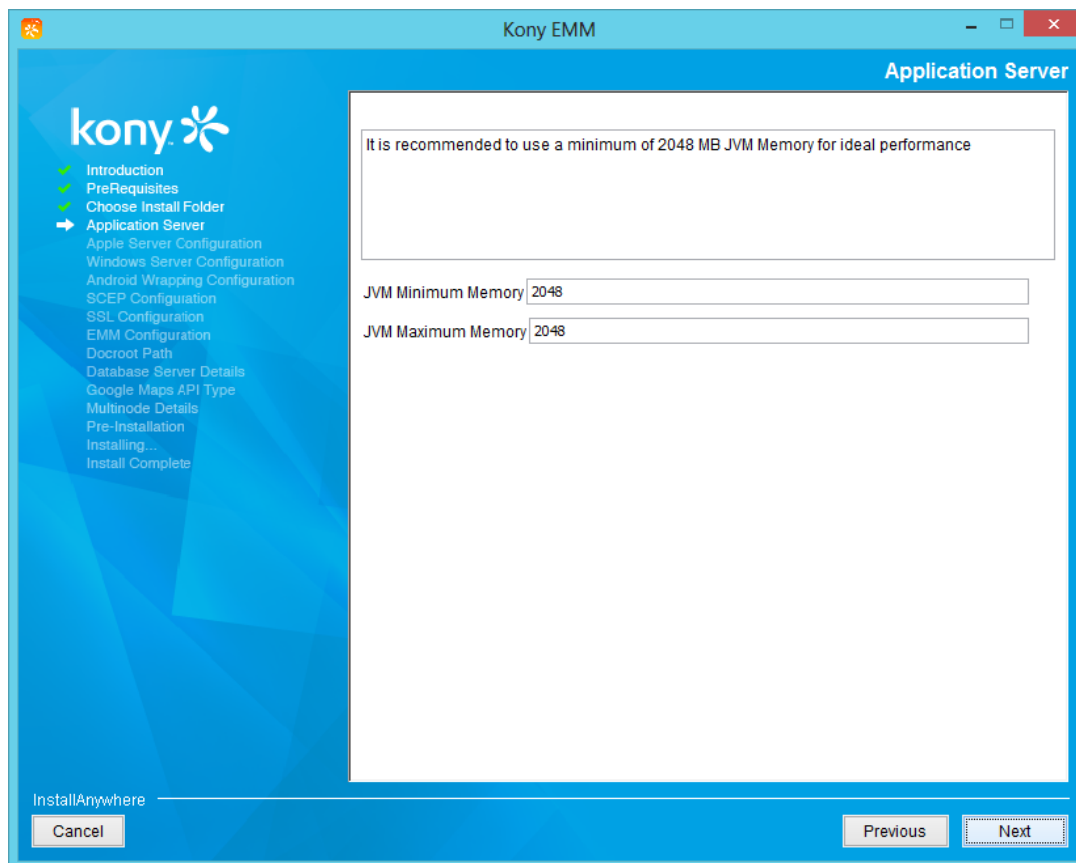 Kony EMM
Application Server
kony
Introduction
PreRequisites
Choose Install Folder
Application Server
Apple Server Configuration
Windows Server Configuration
Android Wrapping Configuration
SCEP Configuration
SSL Configuration
EMM Configuration
Docroot Path
Database Server Details
Google Maps API Type
Multinode Details
Pre-Installation
Installing...
Install Complete
It is recommended to use a minimum of 2048 MB JVM Memory for ideal performance
JVM Minimum Memory 2048
JVM Maximum Memory 2048
InstallAnywhere
Cancel Previous Next